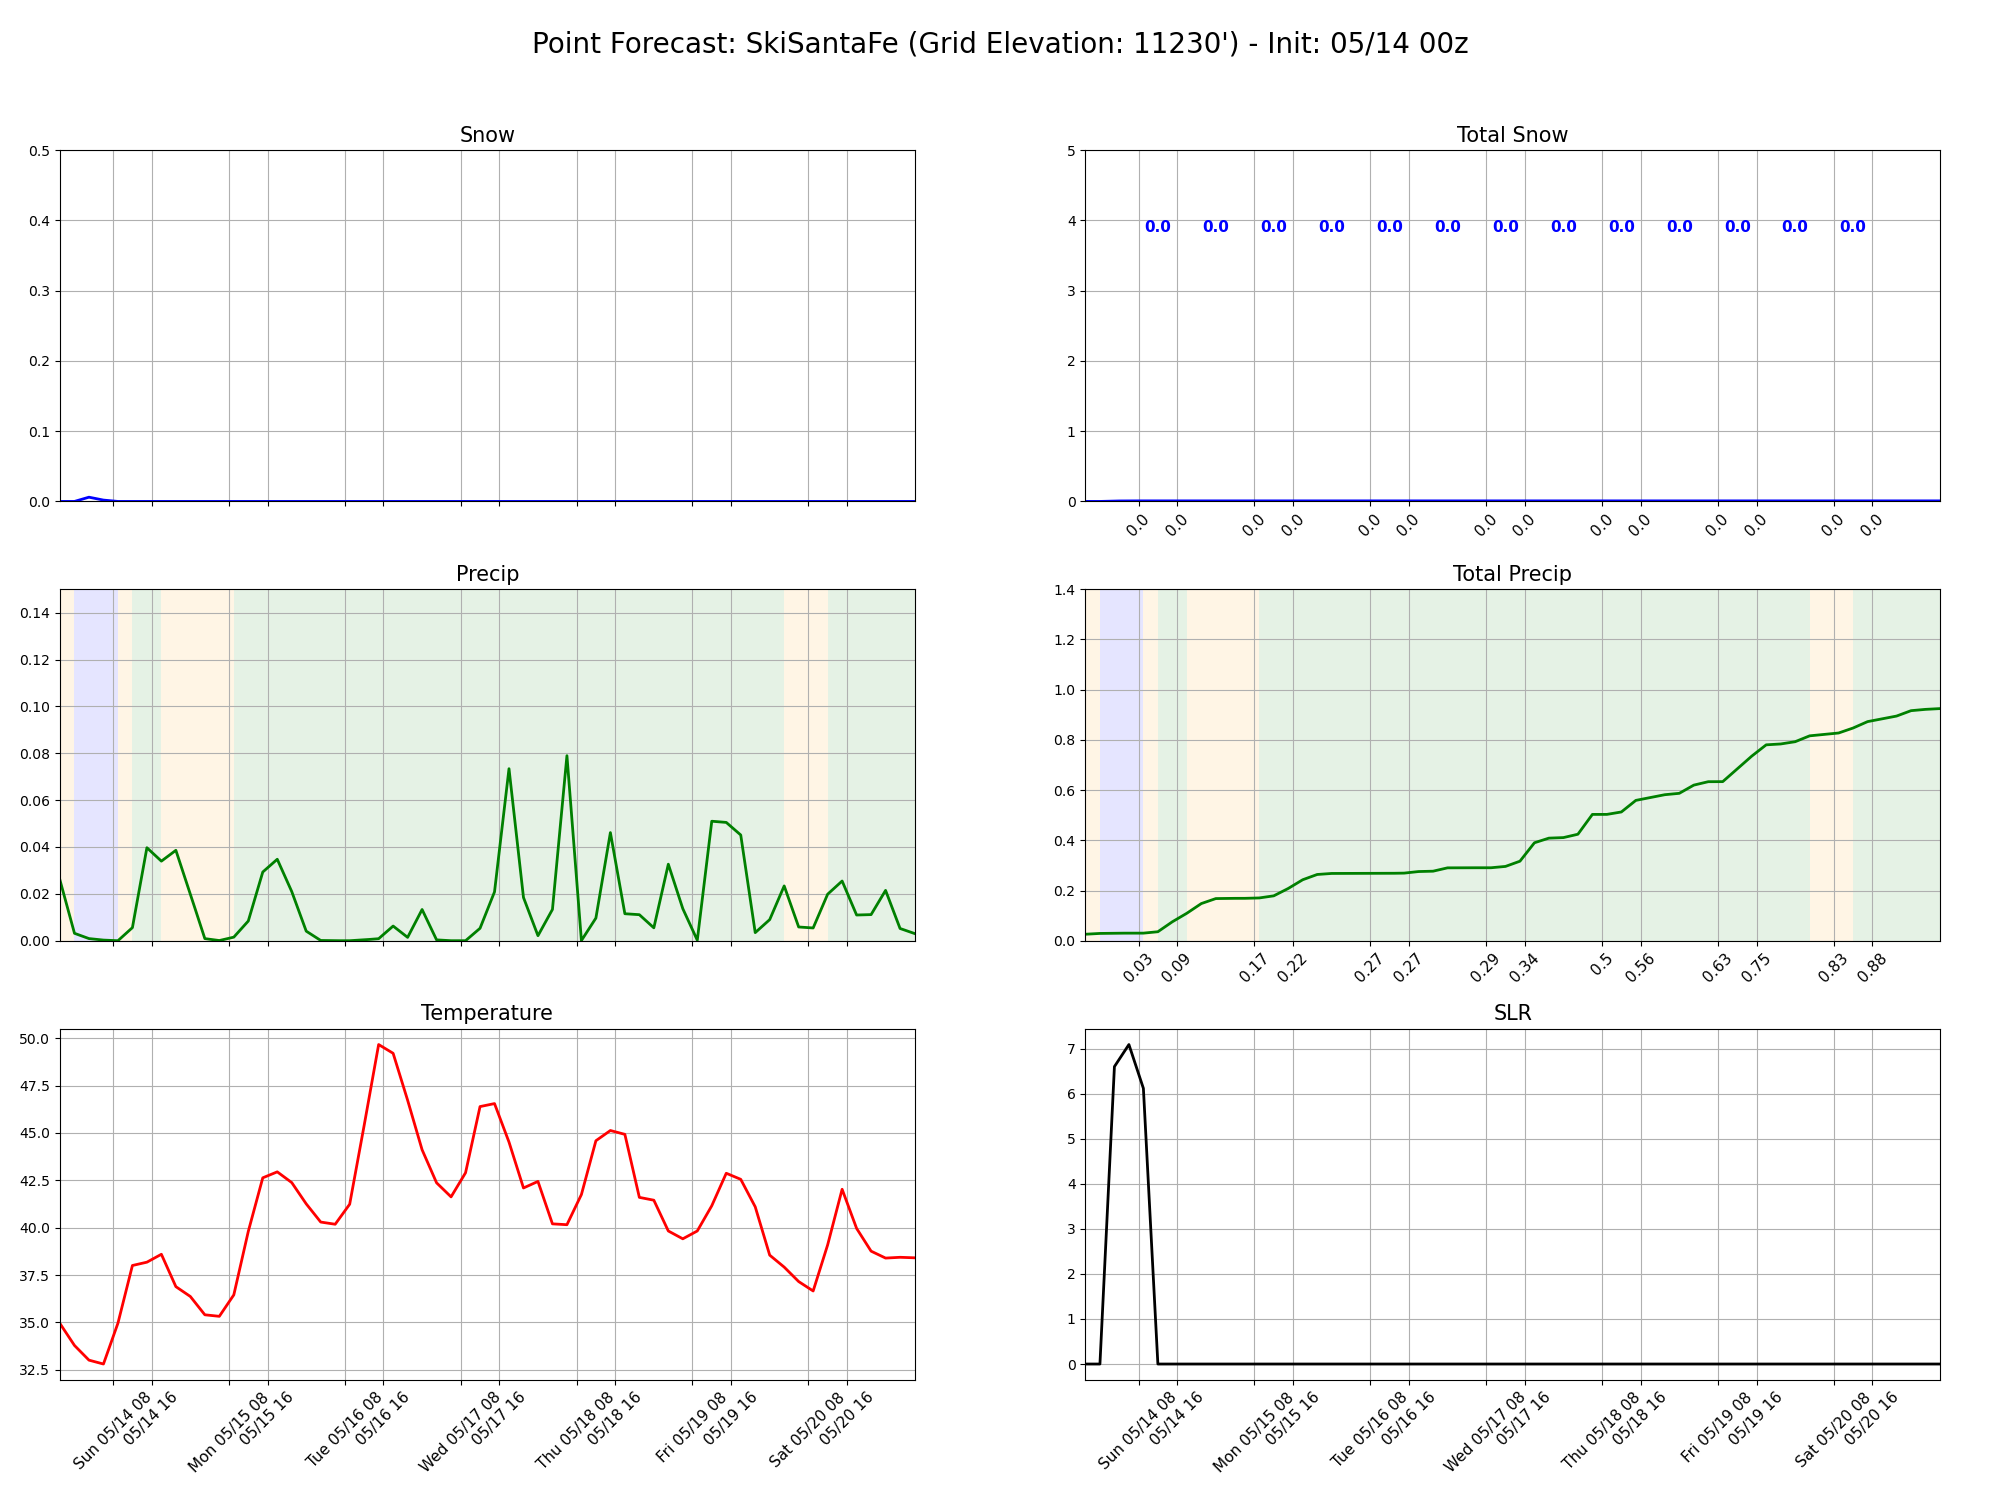 Point Forecast: SkiSantaFe (Grid Elevation: 11230') - Init: 05/14 00z
Snow
0.5
0.4
0.3
0.2
0.1
0.0
Total Snow
5
4
3
2
1
0
0.0 0.0 0.0 0.0 0.0 0.0 0.0 0.0 0.0 0.0 0.0 0.0 0.0
0.0 0.0 0.0 0.0 0.0 0.0 0.0 0.0 0.0 0.0 0.0 0.0 0.0 0.0
Precip
0.14
0.12
0.10
0.08
0.06
0.04
0.02
0.00
Total Precip
1.4
1.2
1.0
0.8
0.6
0.4
0.2
0.0
0.03 0.09 0.17 0.22 0.27 0.27 0.29 0.34 0.5 0.56 0.63 0.75 0.83 0.88
Temperature
50.0
47.5
45.0
42.5
40.0
37.5
35.0
32.5
Sun 05/14 08
05/14 16
Mon 05/15 08
05/15 16
Tue 05/16 08
05/16 16
Wed 05/17 08
05/17 16
Thu 05/18 08
05/18 16
Fri 05/19 08
05/19 16
Sat 05/20 08
05/20 16
SLR
7
6
5
4
3
2
1
0
Sun 05/14 08
05/14 16
Mon 05/15 08
05/15 16
Tue 05/16 08
05/16 16
Wed 05/17 08
05/17 16
Thu 05/18 08
05/18 16
Fri 05/19 08
05/19 16
Sat 05/20 08
05/20 16